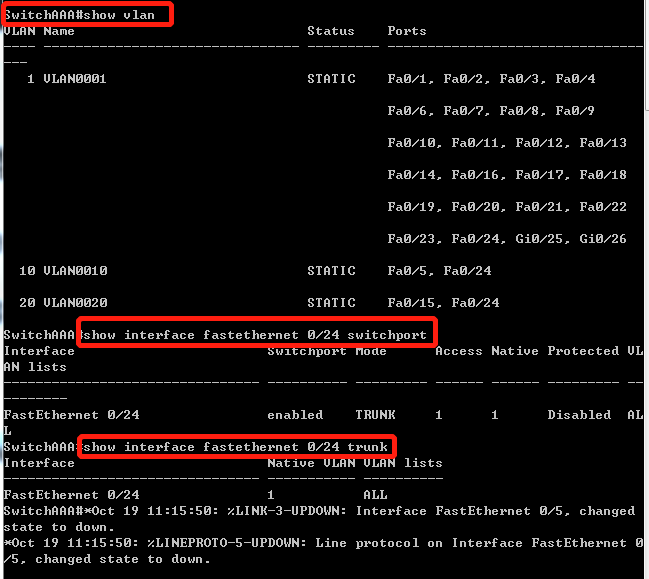 SwitchAAA#show vlan
VLAN Name                             Status    Ports
---- -------------------------------- --------- --------------------------------
---
   1 VLAN0001                         STATIC    Fa0/1, Fa0/2, Fa0/3, Fa0/4
                                                Fa0/6, Fa0/7, Fa0/8, Fa0/9
                                                Fa0/10, Fa0/11, Fa0/12, Fa0/13
                                                Fa0/14, Fa0/16, Fa0/17, Fa0/18
                                                Fa0/19, Fa0/20, Fa0/21, Fa0/22
                                                Fa0/23, Fa0/24, Gi0/25, Gi0/26
  10 VLAN0010                         STATIC    Fa0/5, Fa0/24
  20 VLAN0020                         STATIC    Fa0/15, Fa0/24
SwitchAAA#show interface fastethernet 0/24 switchport
Interface                        Switchport Mode      Access Native Protected VL
AN lists
-------------------------------- ---------- --------- ------ ------ --------- --
--------
FastEthernet 0/24                enabled    TRUNK     1      1      Disabled  AL
L
SwitchAAA#show interface fastethernet 0/24 trunk
Interface                        Native VLAN VLAN lists
-------------------------------- ----------- ----------
FastEthernet 0/24                1           ALL
SwitchAAA#*Oct 19 11:15:50: %LINK-3-UPDOWN: Interface FastEthernet 0/5, changed
state to down.
*Oct 19 11:15:50: %LINEPROTO-5-UPDOWN: Line protocol on Interface FastEthernet 0
/5, changed state to down.